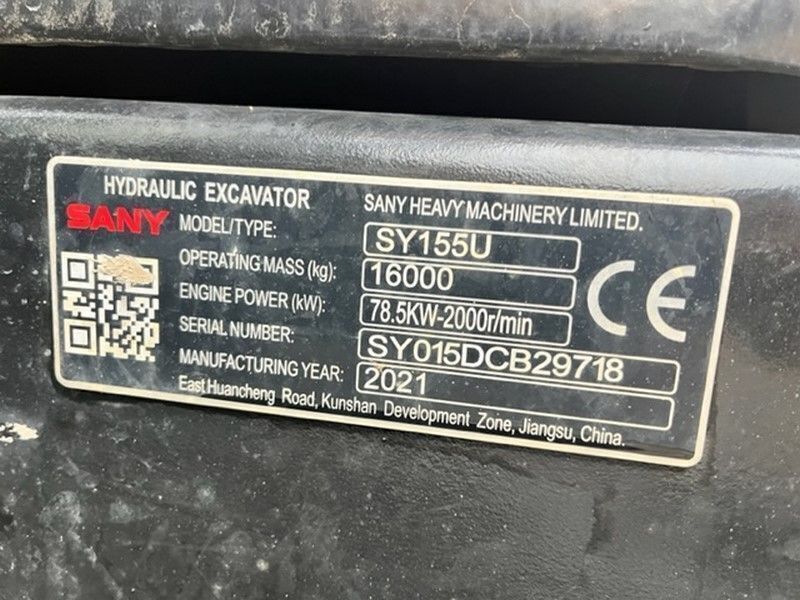 HYDRAULIC EXCAVATOR SANY HEAVY MACHINERY LIMITED.
SANY
MODEL/TYPE: SY155U
OPERATING MASS (kg): 16000
ENGINE POWER (kW): 78.5KW-2000r/min
SERIAL NUMBER: SY015DCB29718
MANUFACTURING YEAR: 2021
CE
East Huancheng Road, Kunshan Development Zone, Jiangsu, China.